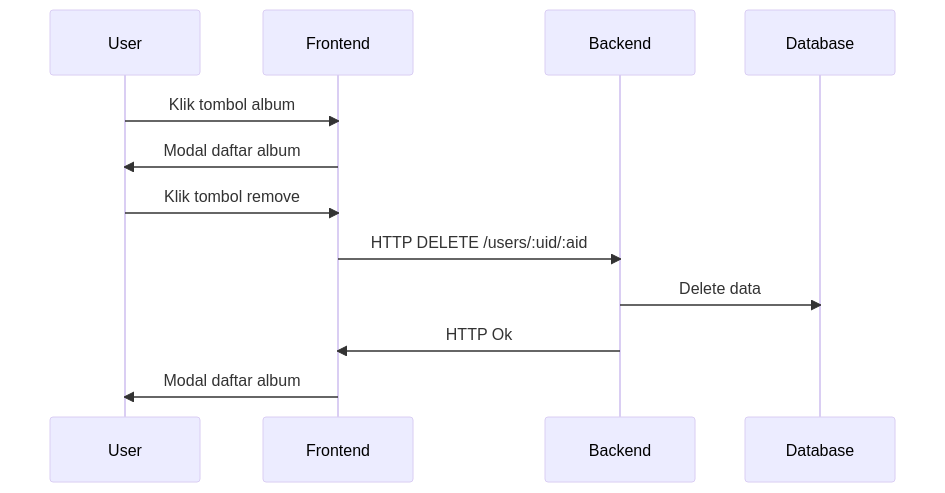 User
Frontend
Backend
Database
Klik tombol album
Modal daftar album
Klik tombol remove
HTTP DELETE /users/:uid/:aid
Delete data
HTTP Ok
Modal daftar album
User
Frontend
Backend
Database